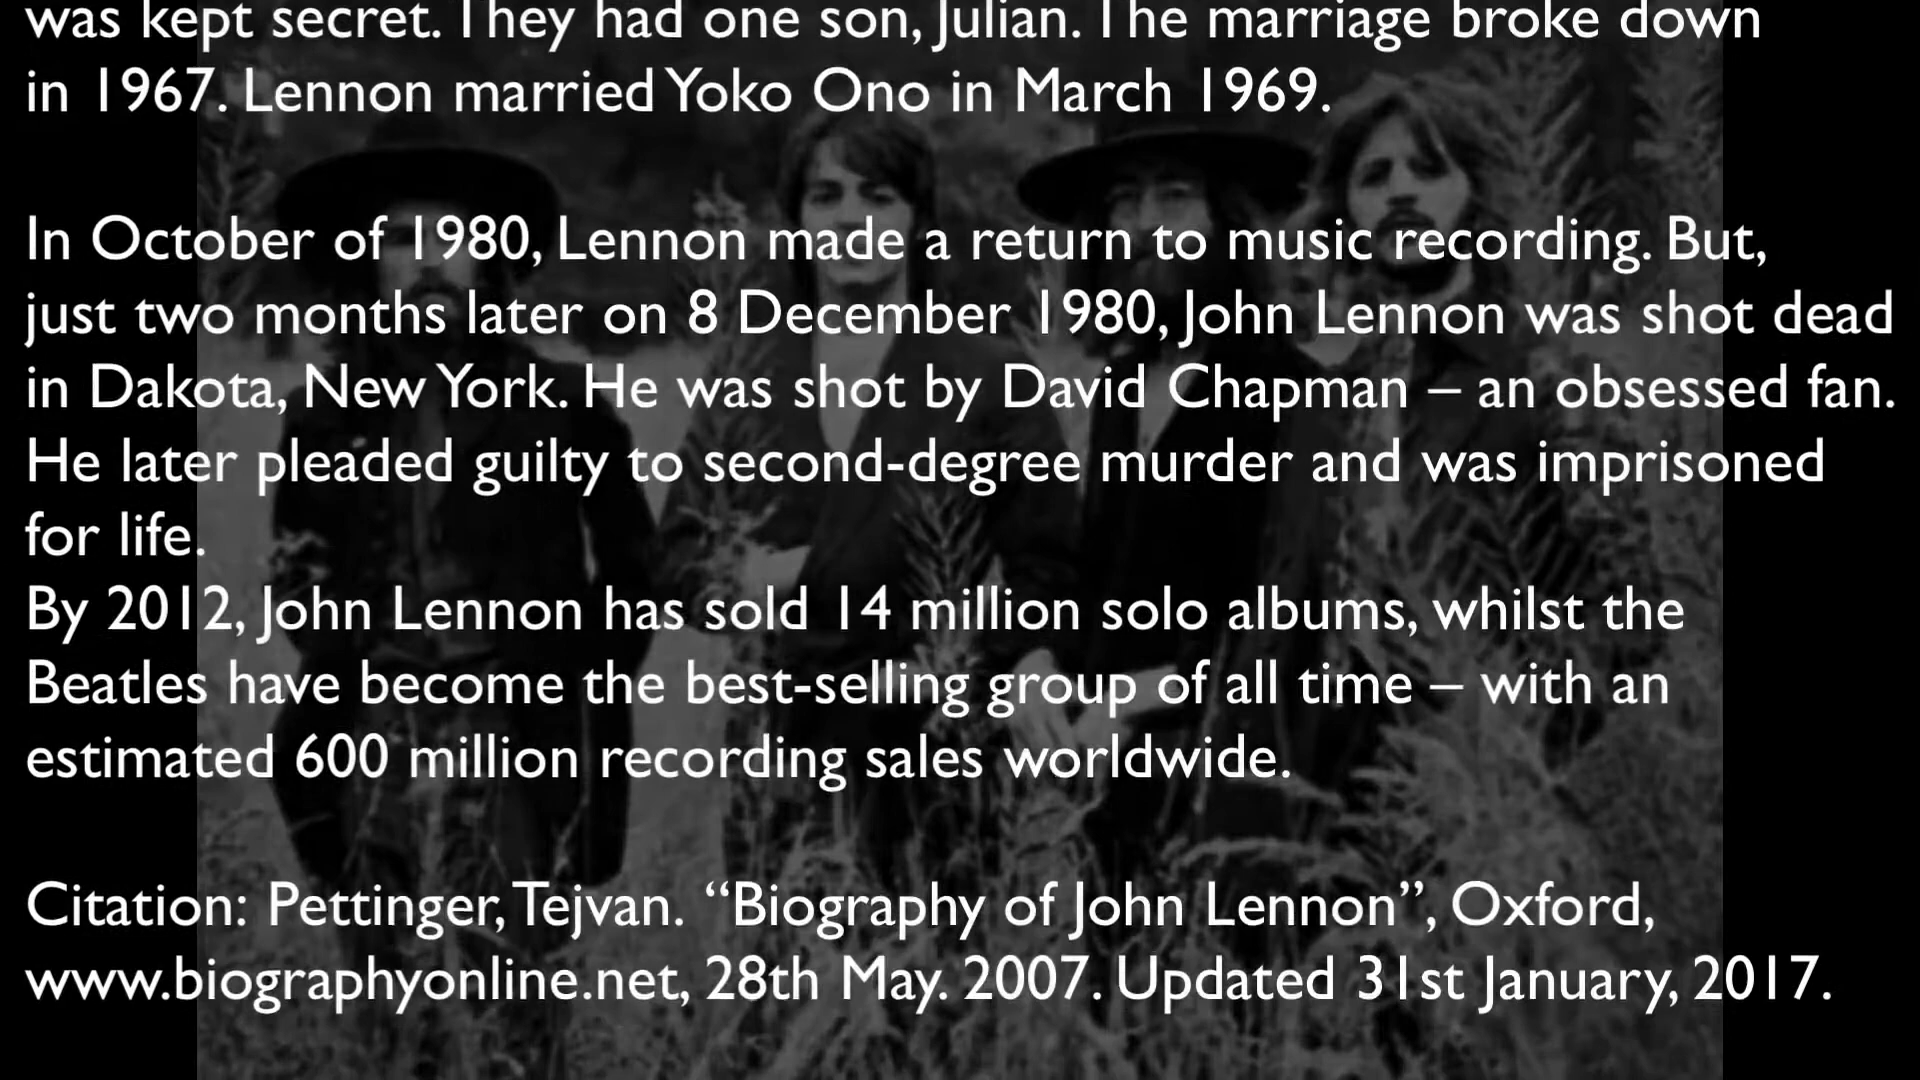 was kept secret. They had one son, Julian. The marriage broke down
in 1967. Lennon married Yoko Ono in March 1969.
In October of 1980, Lennon made a return to music recording. But,
just two months later on 8 December 1980, John Lennon was shot dead
in Dakota, New York. He was shot by David Chapman – an obsessed fan.
He later pleaded guilty to second-degree murder and was imprisoned
for life.
By 2012, John Lennon has sold 14 million solo albums, whilst the
Beatles have become the best-selling group of all time – with an
estimated 600 million recording sales worldwide.
Citation: Pettinger, Tejvan. “Biography of John Lennon”, Oxford,
www.biographyonline.net, 28th May. 2007. Updated 31st January, 2017.